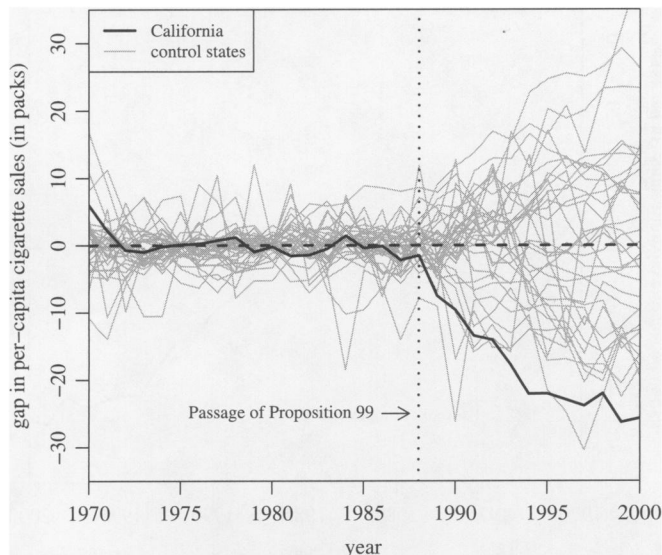 California
control states
gap in per-capita cigarette sales (in packs)
30
20
10
0
−10
−20
−30
Passage of Proposition 99
1970
1975
1980
1985
1990
1995
2000
year